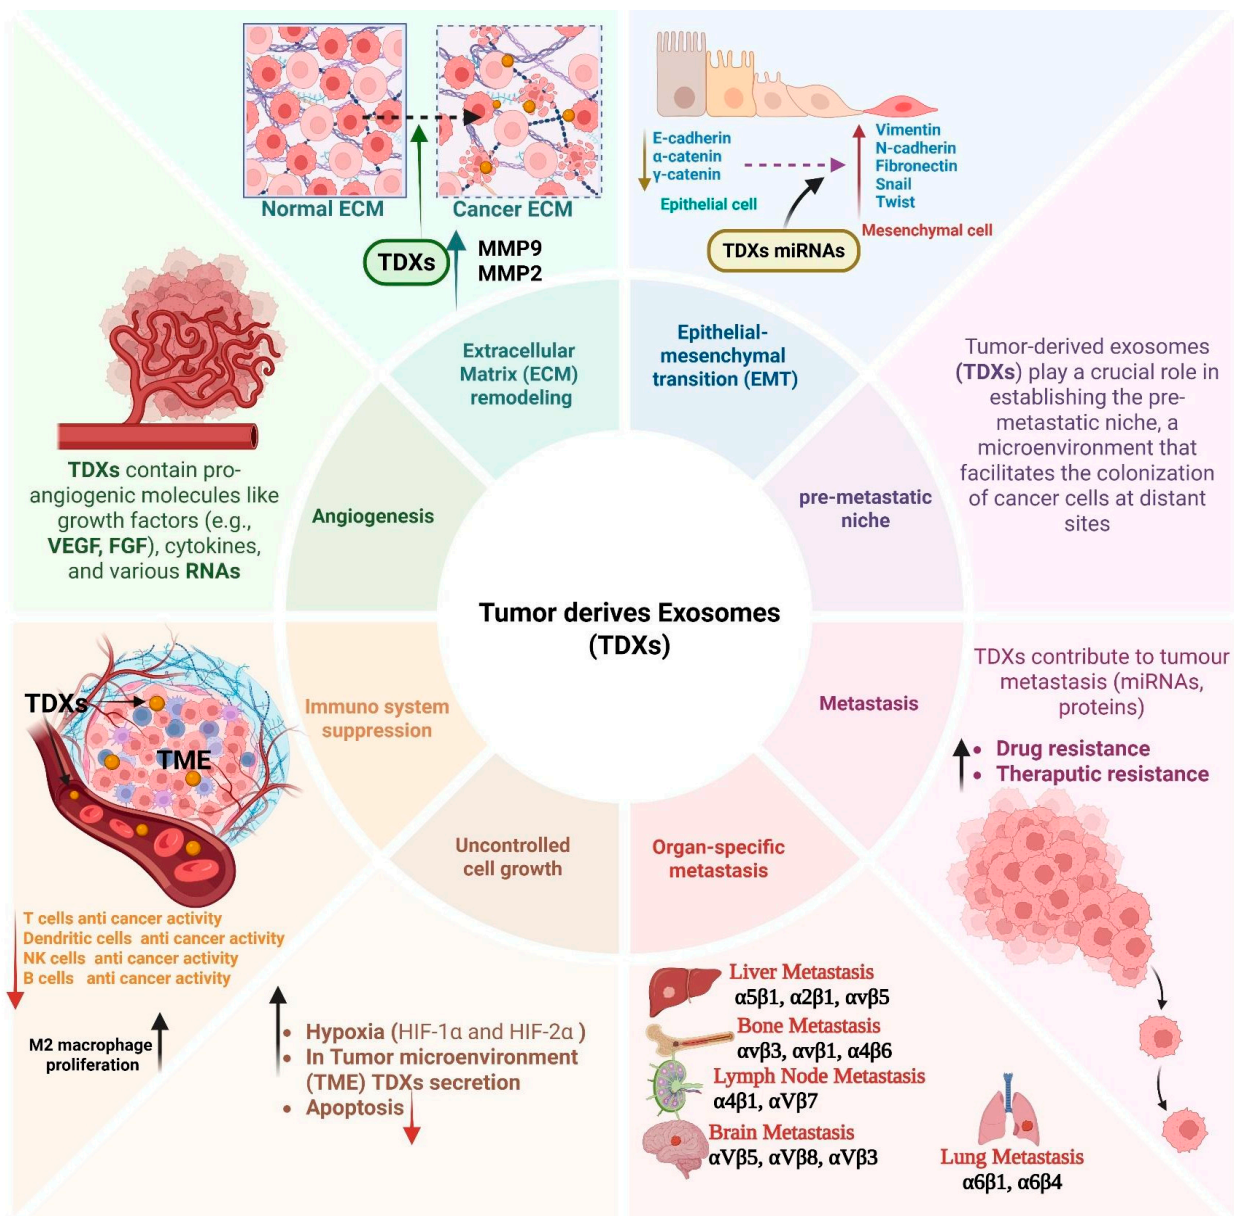 Normal ECM
Cancer ECM
TDXs
MMP9
MMP2
E-cadherin
α-catenin
γ-catenin
Epithelial cell
Vimentin
N-cadherin
Fibronectin
Snail
Twist
Mesenchymal cell
TDXs miRNAs
Extracellular
Matrix (ECM)
remodeling
Epithelial-
mesenchymal
transition (EMT)
Tumor-derived exosomes
(TDXs) play a crucial role in
establishing the pre-
metastatic niche, a
microenvironment that
facilitates the colonization
of cancer cells at distant
sites
TDXs contain pro-
angiogenic molecules like
growth factors (e.g.,
VEGF, FGF), cytokines,
and various RNAs
Angiogenesis
pre-metastatic
niche
Tumor derives Exosomes
(TDXs)
TDXs
TME
Immuno system
suppression
Metastasis
TDXs contribute to tumour
metastasis (miRNAs,
proteins)
• Drug resistance
• Theraputic resistance
Uncontrolled
cell growth
Organ-specific
metastasis
T cells anti cancer activity
Dendritic cells anti cancer activity
NK cells anti cancer activity
B cells anti cancer activity
M2 macrophage
proliferation
• Hypoxia (HIF-1α and HIF-2α )
• In Tumor microenvironment
(TME) TDXs secretion
• Apoptosis
Liver Metastasis
α5β1, α2β1, αvβ5
Bone Metastasis
αvβ3, αvβ1, α4β6
Lymph Node Metastasis
α4β1, αVβ7
Brain Metastasis
αVβ5, αVβ8, αVβ3
Lung Metastasis
α6β1, α6β4